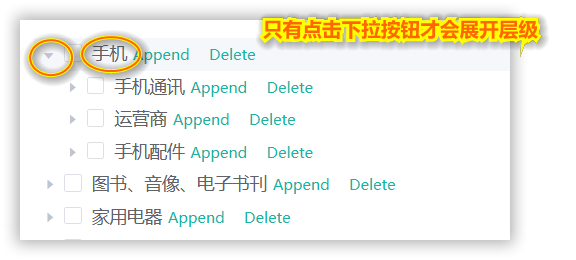 只有点击下拉按钮才会展开层级
手机 Append Delete
手机通讯 Append Delete
运营商 Append Delete
手机配件 Append Delete
图书、音像、电子书刊 Append Delete
家用电器 Append Delete